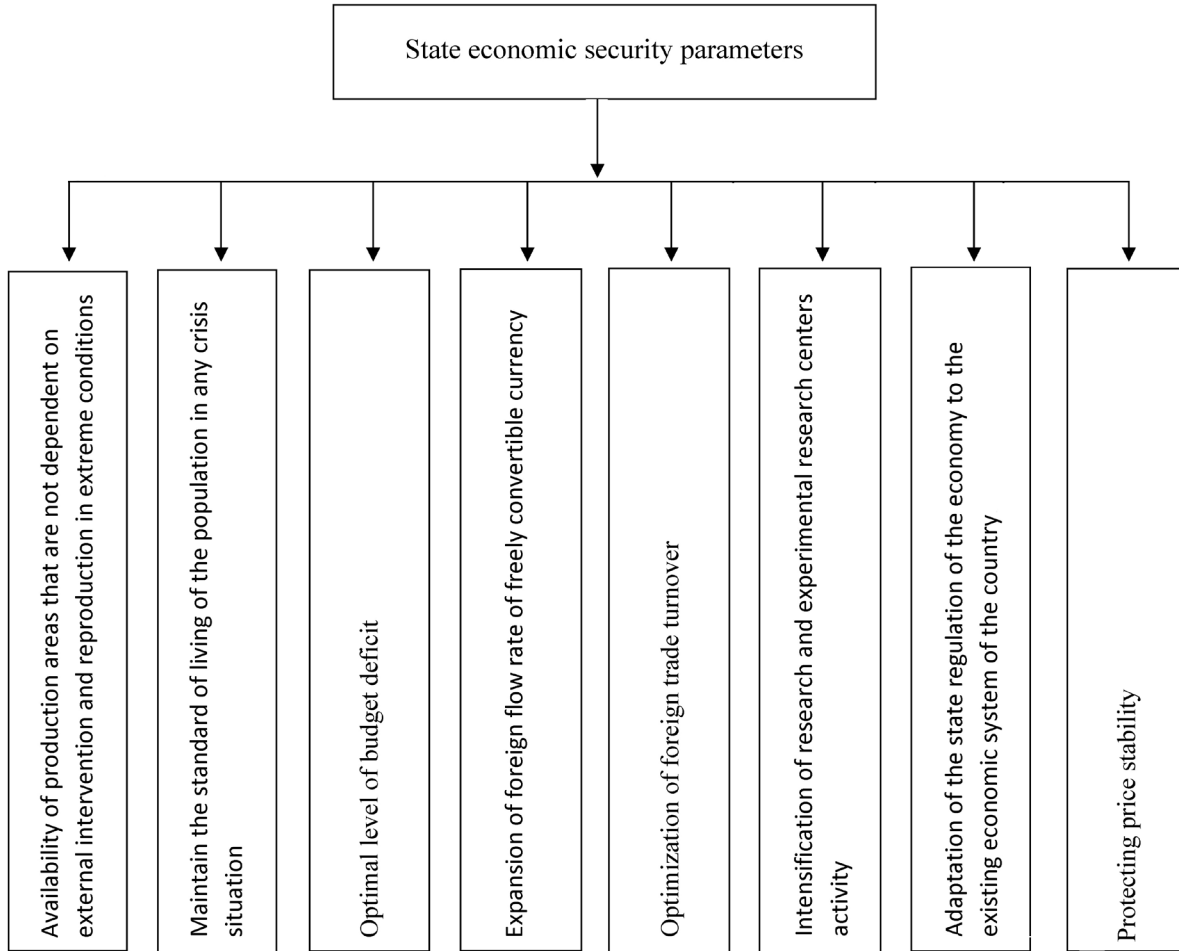 State economic security parameters
Availability of production areas that are not dependent on
external intervention and reproduction in extreme conditions
Maintain the standard of living of the population in any crisis
situation
Optimal level of budget deficit
Expansion of foreign flow rate of freely convertible currency
Optimization of foreign trade turnover
Intensification of research and experimental research centers
activity
Adaptation of the state regulation of the economy to the
existing economic system of the country
Protecting price stability